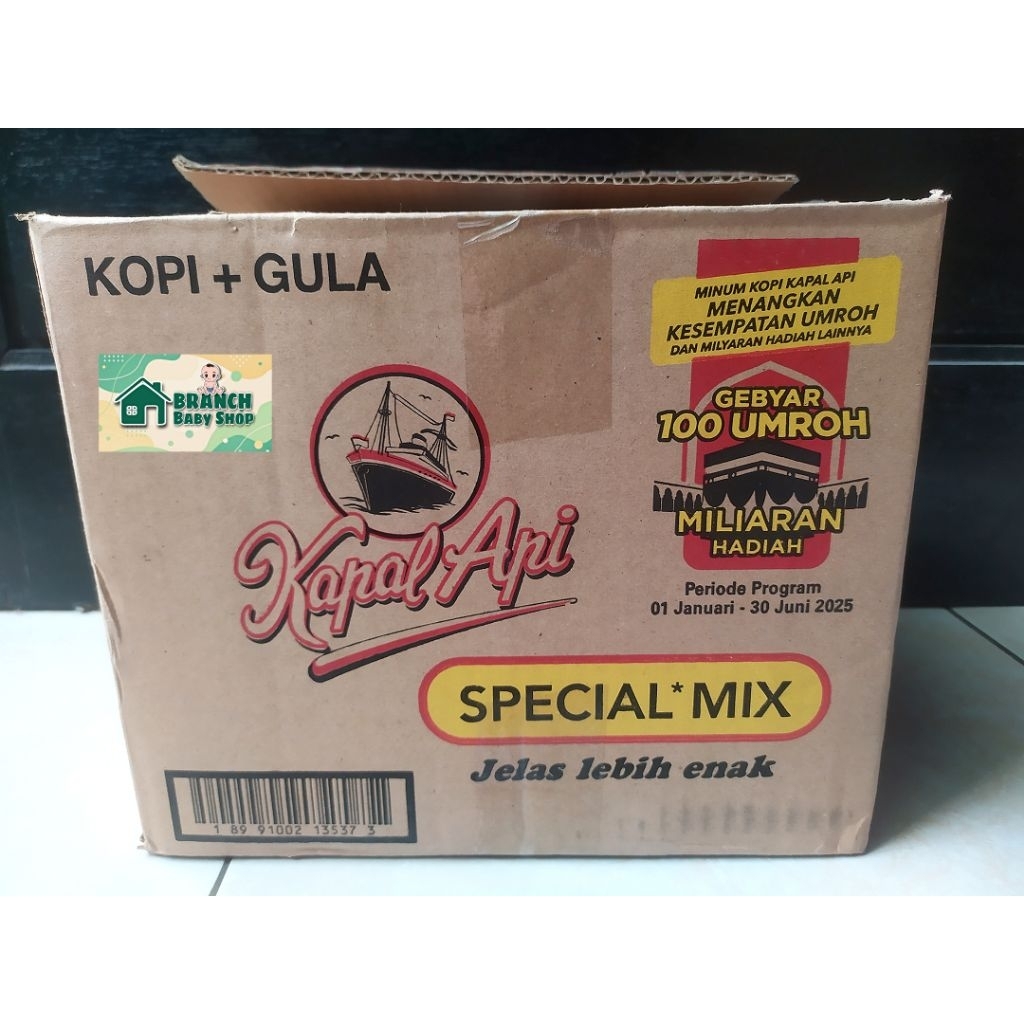 KOPI + GULA
BRANCH
BABY SHOP
BB
MINUM KOPI KAPAL API
MENANGKAN
KESEMPATAN UMROH
DAN MILYARAN HADIAH LAINNYA
GEBYAR
100 UMROH
MILIARAN
HADIAH
Periode Program
01 Januari - 30 Juni 2025
Kapal Api
SPECIAL* MIX
Jelas lebih enak
1 89 91002 13537 3